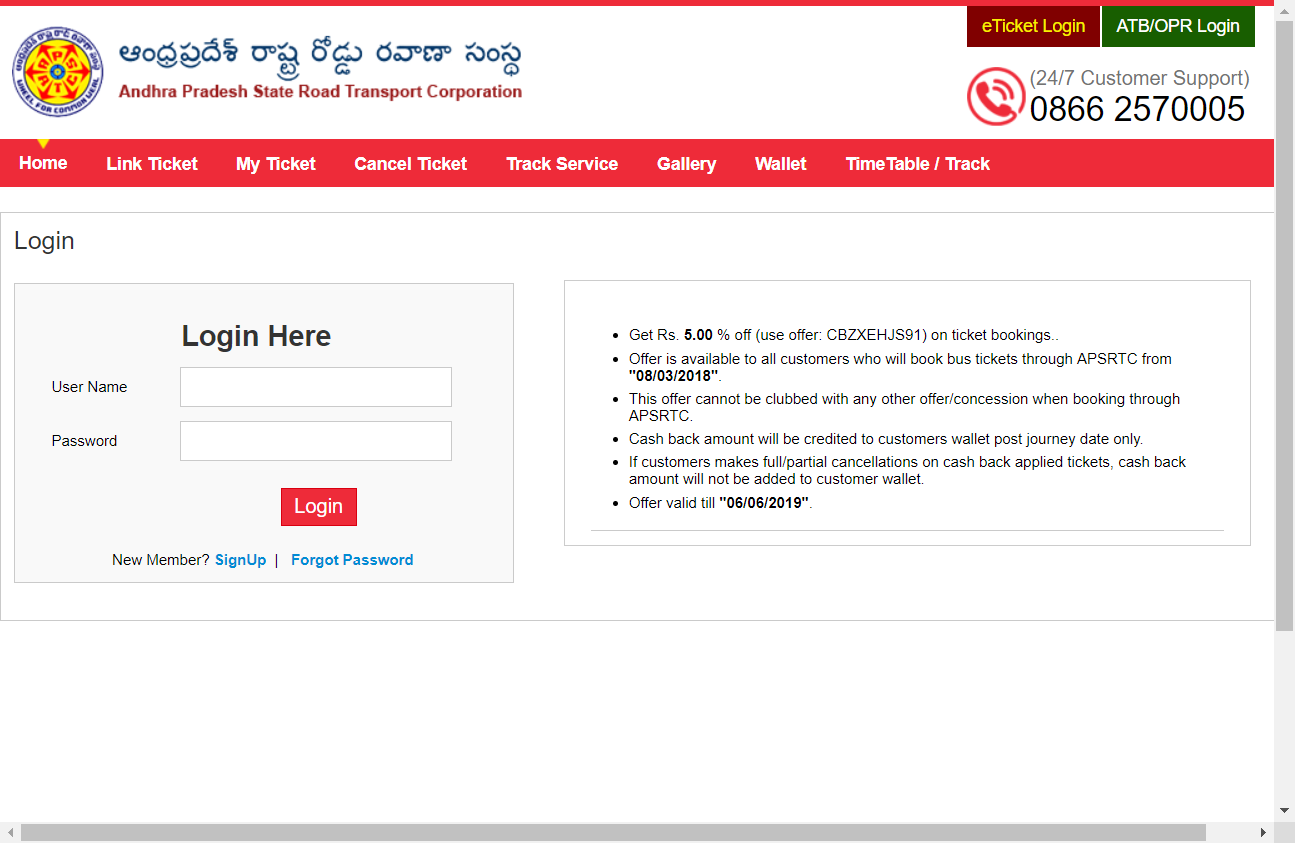 eTicket Login
ATB/OPR Login
ఆంధ్రప్రదేశ్ రాష్ట్ర రోడ్డు రవాణా సంస్థ
Andhra Pradesh State Road Transport Corporation
(24/7 Customer Support)
0866 2570005
Home
Link Ticket
My Ticket
Cancel Ticket
Track Service
Gallery
Wallet
TimeTable / Track
Login
Login Here
User Name
Password
Login
New Member? SignUp | Forgot Password
Get Rs. 5.00 % off (use offer: CBZXEHJS91) on ticket bookings..
Offer is available to all customers who will book bus tickets through APSRTC from
"08/03/2018".
This offer cannot be clubbed with any other offer/concession when booking through
APSRTC.
Cash back amount will be credited to customers wallet post journey date only.
If customers makes full/partial cancellations on cash back applied tickets, cash back
amount will not be added to customer wallet.
Offer valid till "06/06/2019".